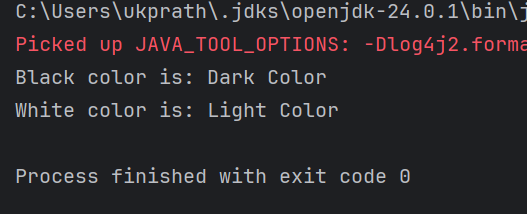 C:\Users\ukprath\.jdks\openjdk-24.0.1\bin\j
Picked up JAVA_TOOL_OPTIONS: -Dlog4j2.forma
Black color is: Dark Color
White color is: Light Color
Process finished with exit code 0